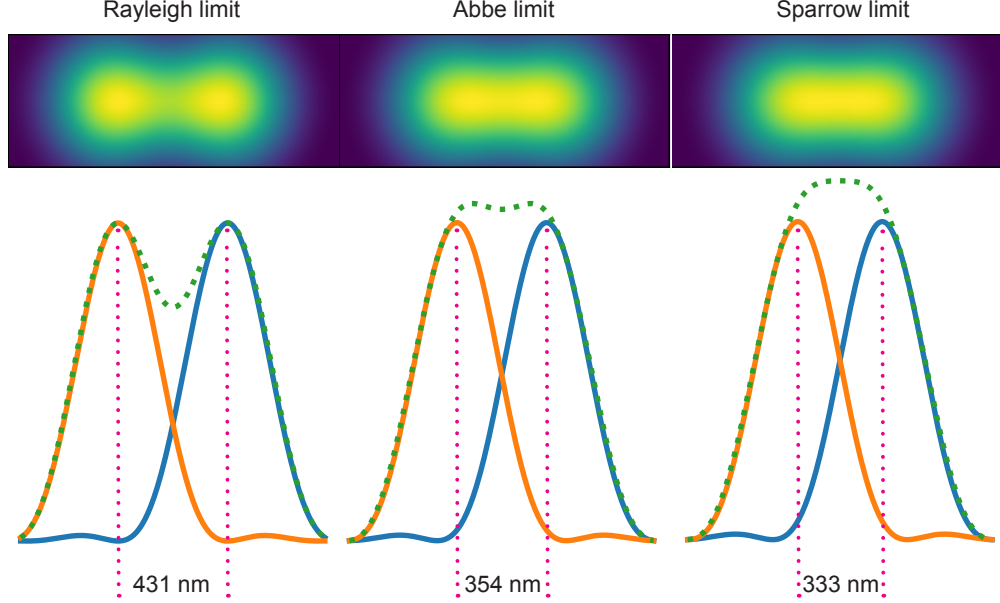 Rayleigh limit
Abbe limit
Sparrow limit
431 nm
354 nm
333 nm